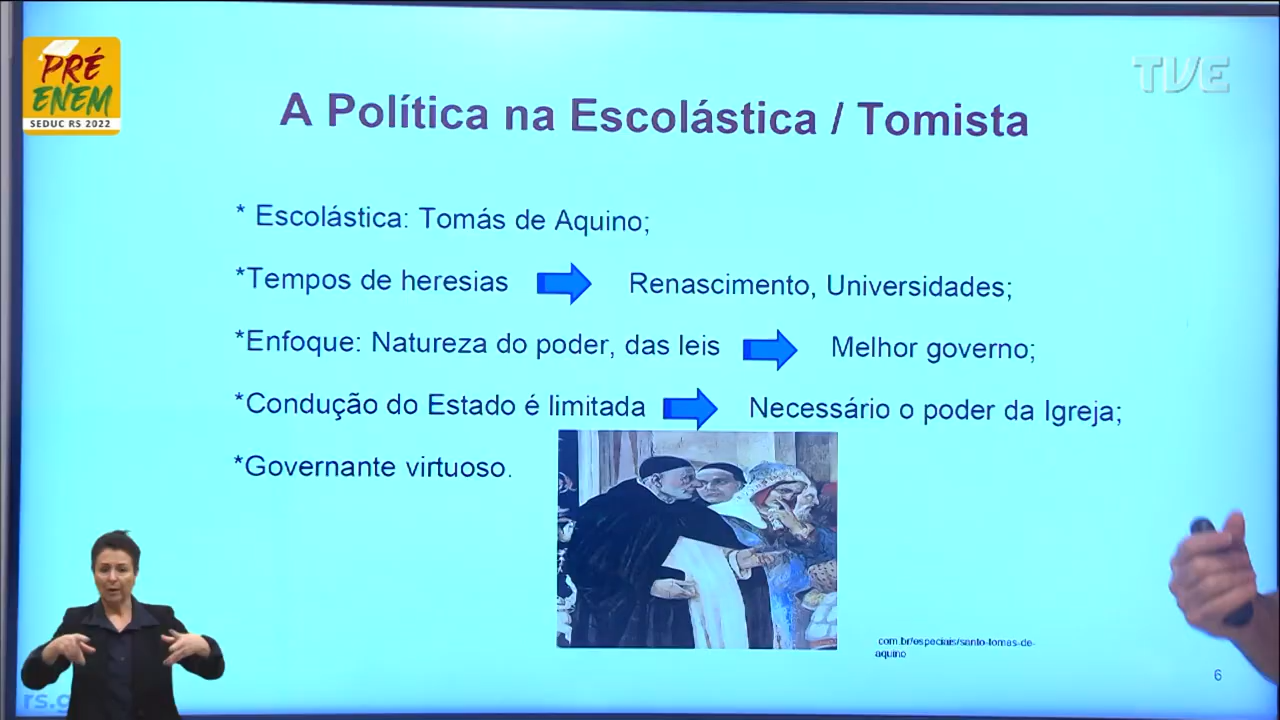 PRÉ
ENEM
SEDUC RS 2022
TVE
A Política na Escolástica / Tomista
* Escolástica: Tomás de Aquino;
*Tempos de heresias Renascimento, Universidades;
*Enfoque: Natureza do poder, das leis Melhor governo;
*Condução do Estado é limitada Necessário o poder da Igreja;
*Governante virtuoso.
com.br/especiais/santo-tomas-de-
aquino
6
rs.g